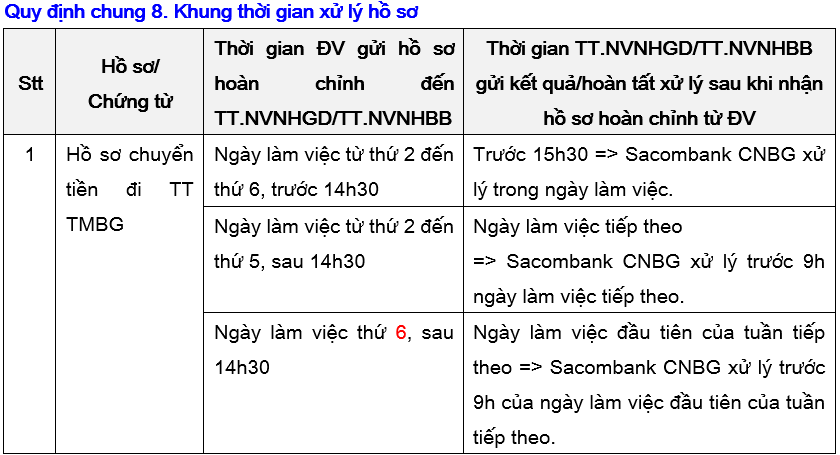 Quy định chung 8. Khung thời gian xử lý hồ sơ
Stt
Hồ sơ/
Chứng từ
Thời gian ĐV gửi hồ sơ
hoàn chỉnh đến
TT.NVNHGD/TT.NVNHBB
Thời gian TT.NVNHGD/TT.NVNHBB
gửi kết quả/hoàn tất xử lý sau khi nhận
hồ sơ hoàn chỉnh từ ĐV
1
Hồ sơ chuyển
tiền đi TT
TMBG
Ngày làm việc từ thứ 2 đến
thứ 6, trước 14h30
Trước 15h30 => Sacombank CNBG xử
lý trong ngày làm việc.
Ngày làm việc từ thứ 2 đến
thứ 5, sau 14h30
Ngày làm việc tiếp theo
=> Sacombank CNBG xử lý trước 9h
ngày làm việc tiếp theo.
Ngày làm việc thứ 6, sau
14h30
Ngày làm việc đầu tiên của tuần tiếp
theo => Sacombank CNBG xử lý trước
9h của ngày làm việc đầu tiên của tuần
tiếp theo.